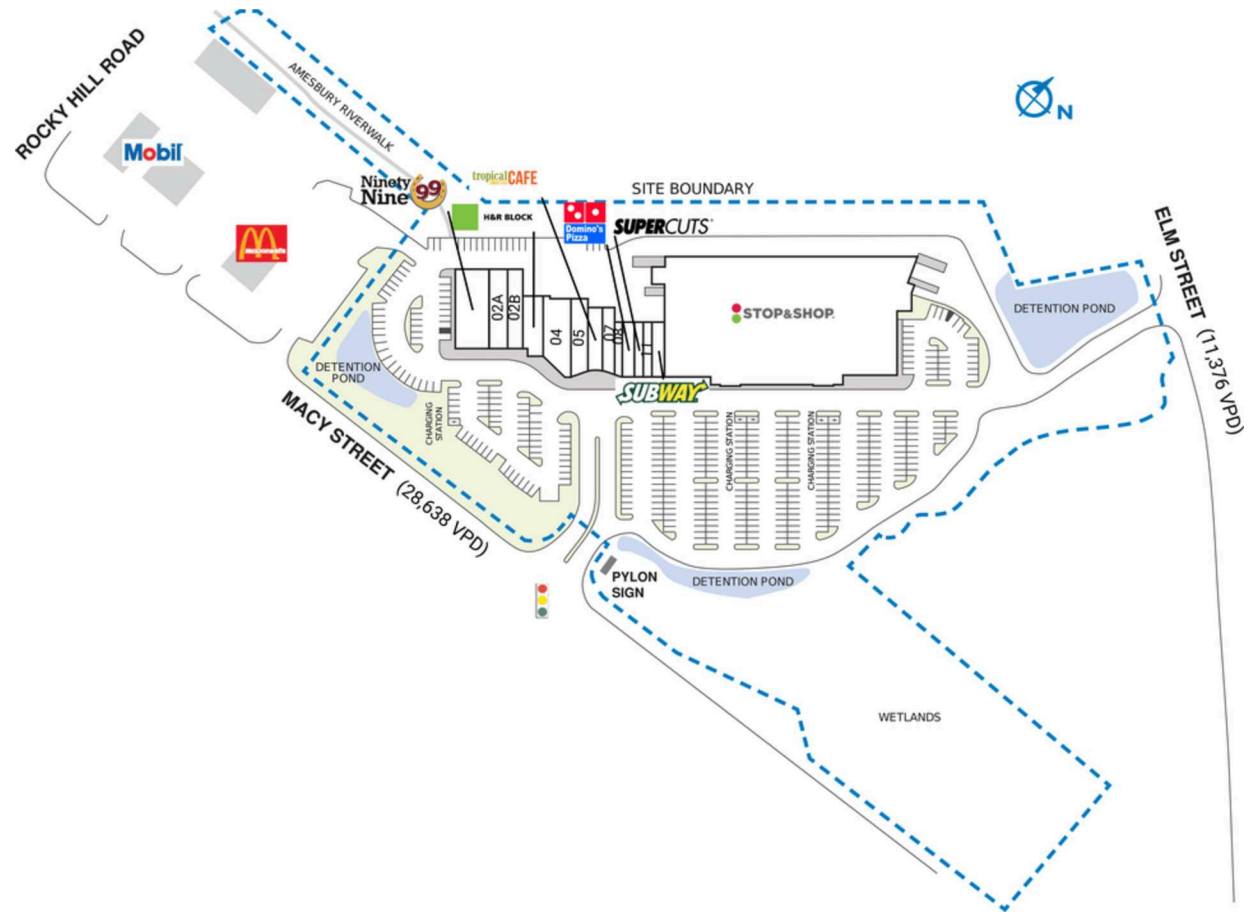 ROCKY HILL ROAD
AMESBURY RIVERWALK
Mobil
N
Ninety
Nine
99
tropical
CAFE
H&R BLOCK
Domino's
Pizza
SUPERCUTS
SITE BOUNDARY
ELM STREET (11,376 VPD)
DETENTION POND
02A
02B
04
05
07
08
11
STOP&SHOP
SUBWAY
DETENTION
POND
MACY STREET (28,638 VPD)
CHARGING
STATION
CHARGING STATION
CHARGING STATION
PYLON
SIGN
DETENTION POND
WETLANDS